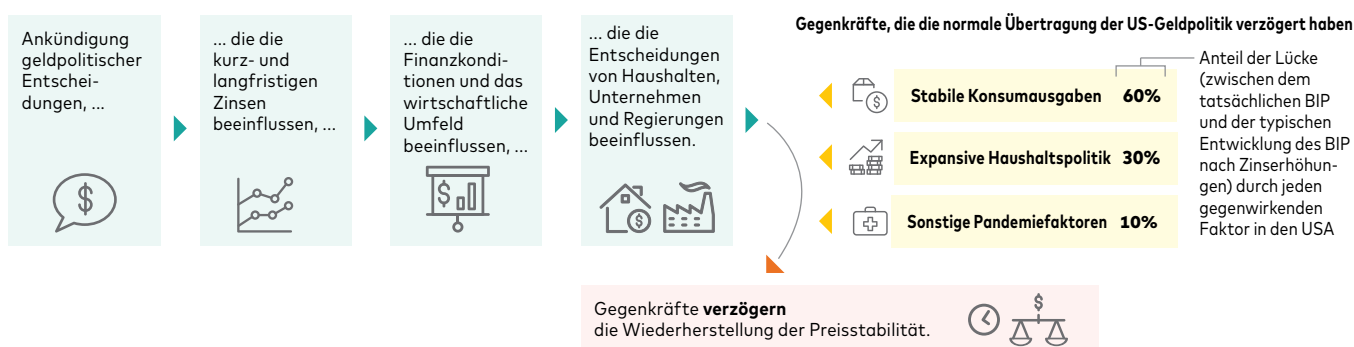 Ankündigung
geldpolitischer
Entschei-
dungen, ...
... die die
kurz- und
langfristigen
Zinsen
beeinflussen, ...
... die die
Finanzkondi-
tionen und das
wirtschaftliche
Umfeld
beeinflussen, ...
... die die
Entscheidungen
von Haushalten,
Unternehmen
und Regierungen
beeinflussen.
Gegenkräfte, die die normale Übertragung der US-Geldpolitik verzögert haben
Stabile Konsumausgaben 60%
Expansive Haushaltspolitik 30%
Sonstige Pandemiefaktoren 10%
Anteil der Lücke
(zwischen dem
tatsächlichen BIP
und der typischen
Entwicklung des BIP
nach Zinserhöhun-
gen) durch jeden
gegenwirkenden
Faktor in den USA
Gegenkräfte verzögern
die Wiederherstellung der Preisstabilität.
$
$
$
$
$